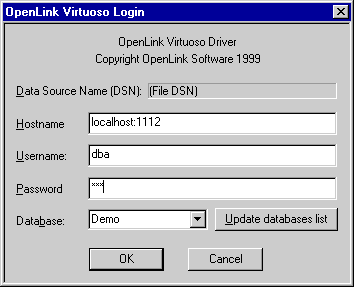 OpenLink Virtuoso Login
OpenLink Virtuoso Driver
Copyright OpenLink Software 1999
Data Source Name (DSN): (File DSN)
Hostname localhost:1112
Username: dba
Password ***
Database: Demo Update databases list
OK Cancel